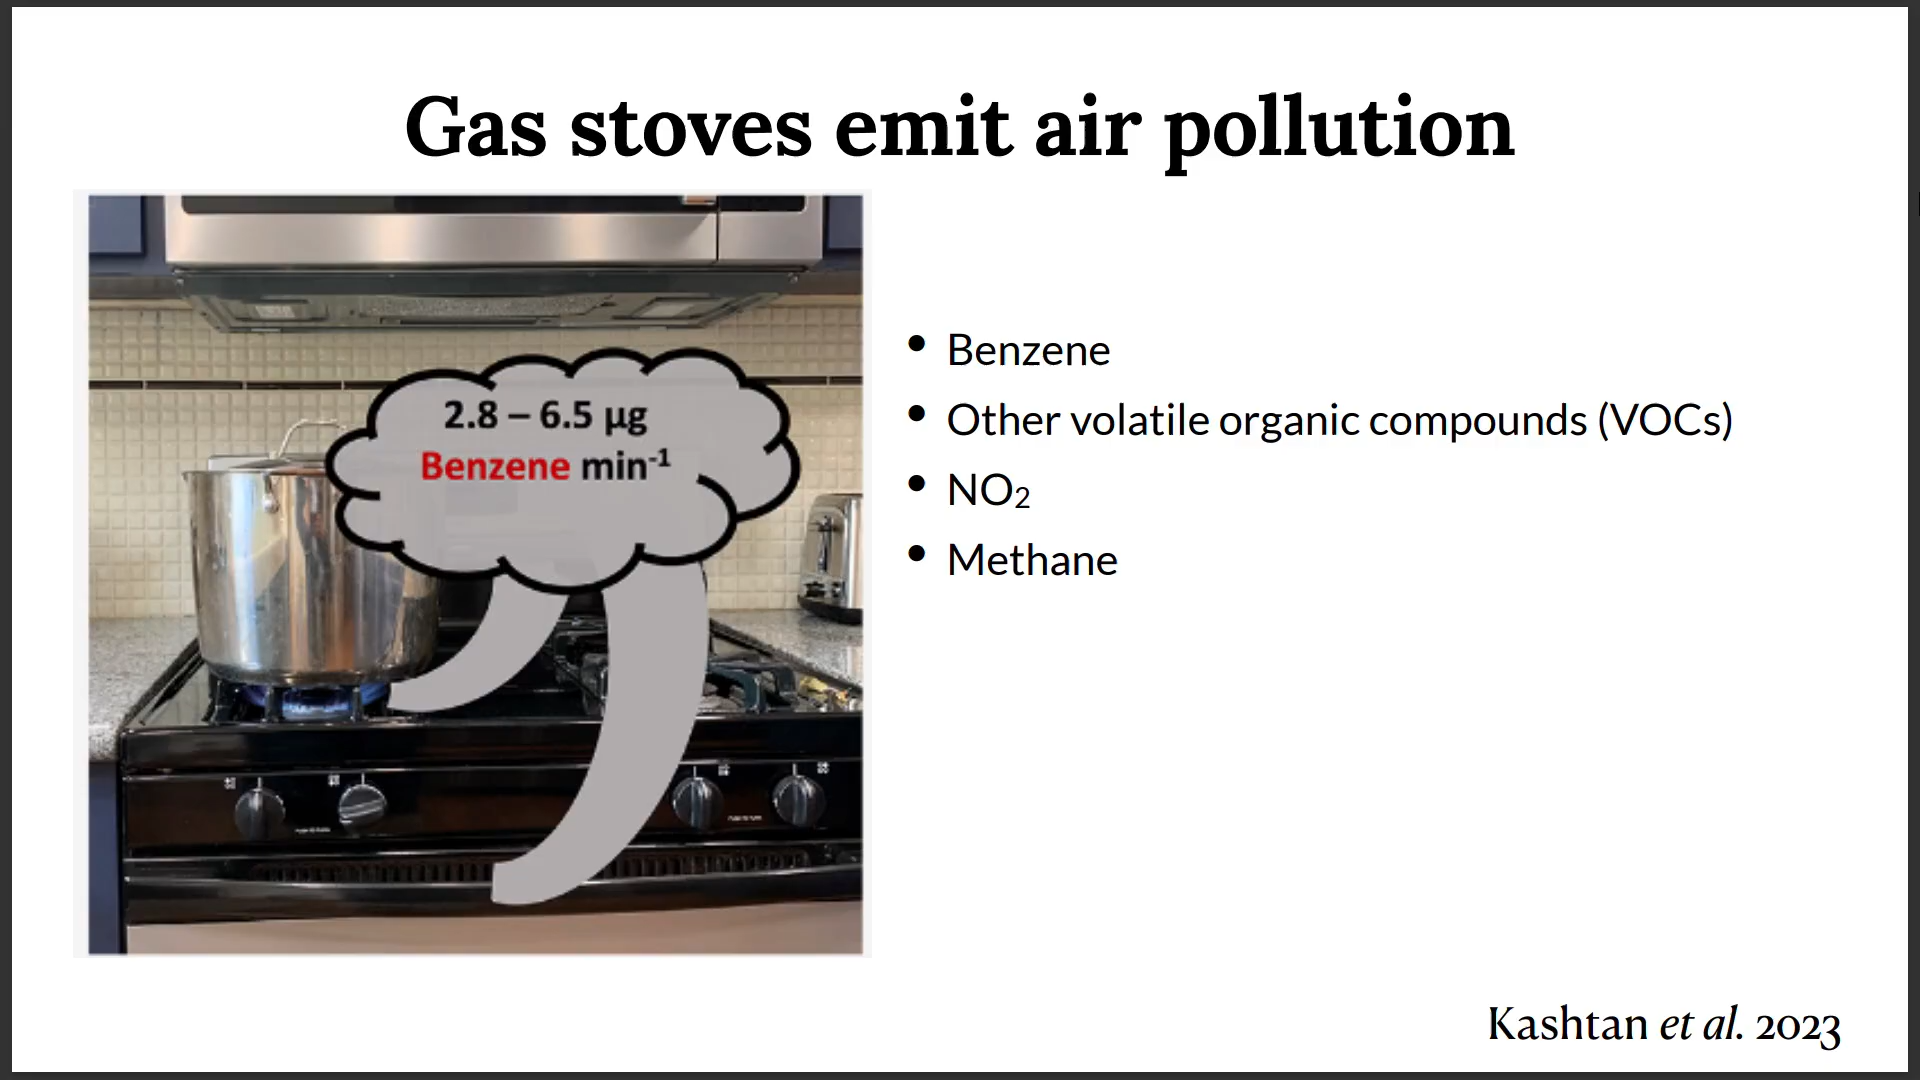 Gas stoves emit air pollution
2.8 – 6.5 µg
Benzene min⁻¹
• Benzene
• Other volatile organic compounds (VOCs)
• NO₂
• Methane
Kashtan et al. 2023